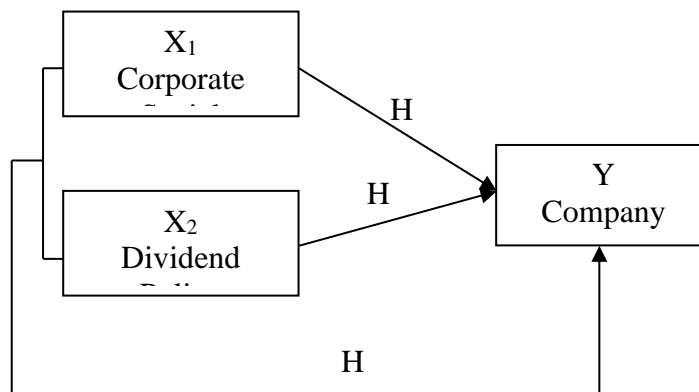 X₁
Corporate
H
Y
Company
H
X₂
Dividend
H